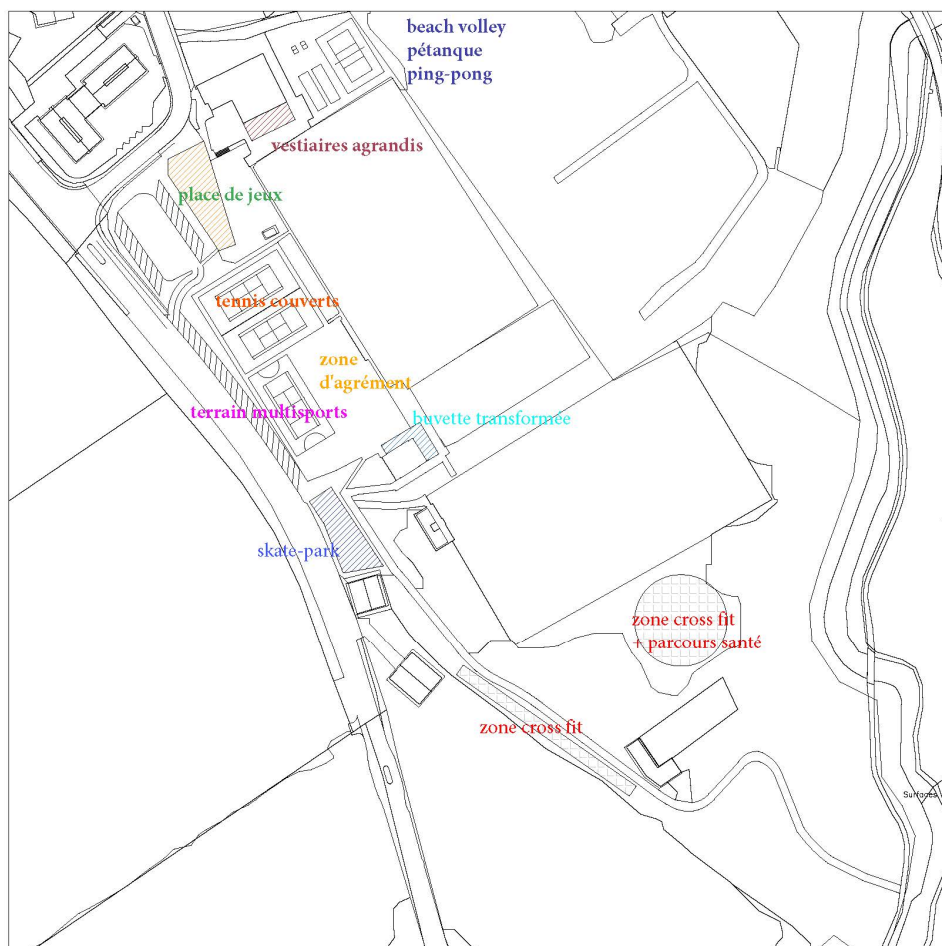 beach volley
pétanque
ping-pong
vestiaires agrandis
place de jeux
tennis couverts
zone
d'agrément
terrain multisports
buvette transformée
skate-park
zone cross fit
+ parcours santé
zone cross fit
Surfaces